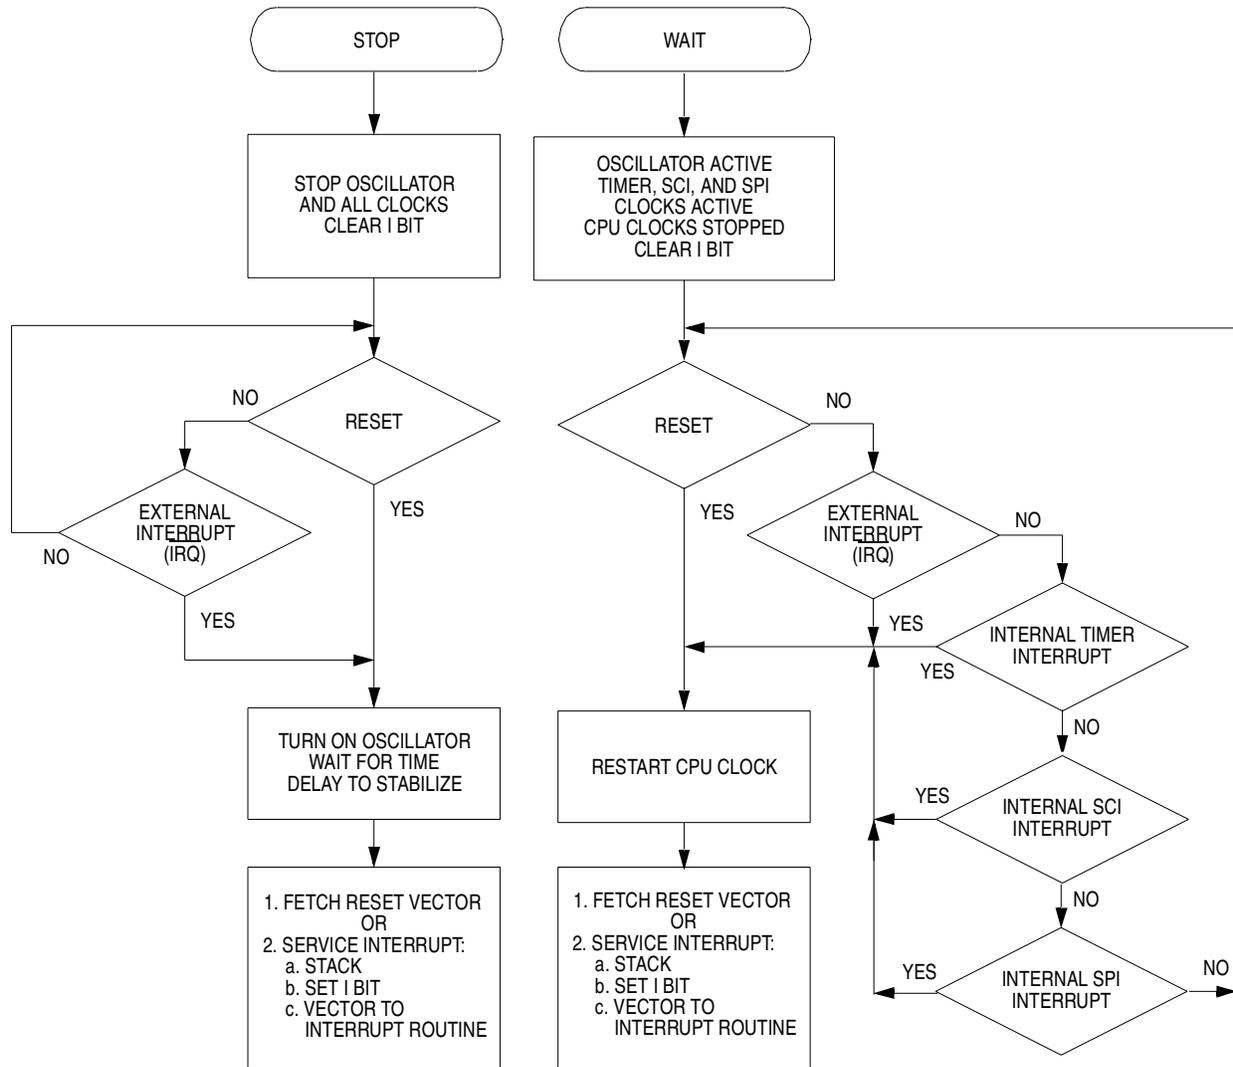 STOP
WAIT
STOP OSCILLATOR
AND ALL CLOCKS
CLEAR I BIT
OSCILLATOR ACTIVE
TIMER, SCI, AND SPI
CLOCKS ACTIVE
CPU CLOCKS STOPPED
CLEAR I BIT
NO
RESET
YES
EXTERNAL
INTERRUPT
(IRQ)
NO
YES
RESET
NO
YES
EXTERNAL
INTERRUPT
(IRQ)
NO
YES
INTERNAL TIMER
INTERRUPT
YES
NO
TURN ON OSCILLATOR
WAIT FOR TIME
DELAY TO STABILIZE
RESTART CPU CLOCK
YES
INTERNAL SCI
INTERRUPT
NO
1. FETCH RESET VECTOR
OR
2. SERVICE INTERRUPT:
a. STACK
b. SET I BIT
c. VECTOR TO
INTERRUPT ROUTINE
1. FETCH RESET VECTOR
OR
2. SERVICE INTERRUPT:
a. STACK
b. SET I BIT
c. VECTOR TO
INTERRUPT ROUTINE
YES
INTERNAL SPI
INTERRUPT
NO